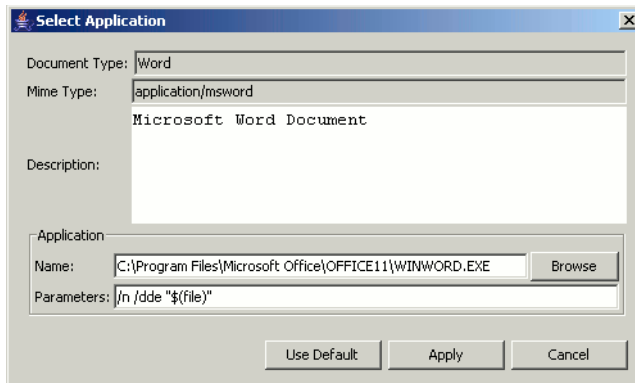 Select Application
Document Type: Word
Mime Type: application/msword
Microsoft Word Document
Description:
Application
Name: C:\Program Files\Microsoft Office\OFFICE11\WINWORD.EXE Browse
Parameters: /n /dde "$(file)"
Use Default Apply Cancel